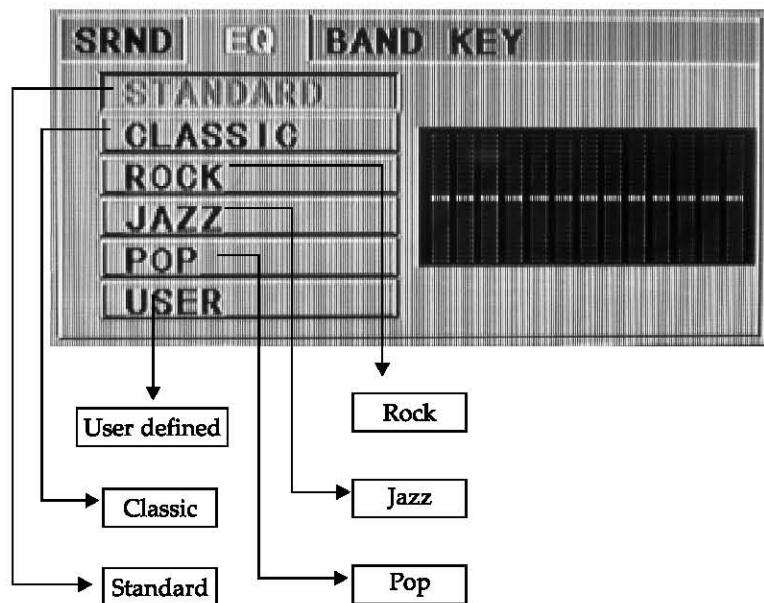 SRND EQ BAND KEY
STANDARD
CLASSIC
ROCK
JAZZ
POP
USER
User defined
Rock
Classic
Jazz
Standard
Pop